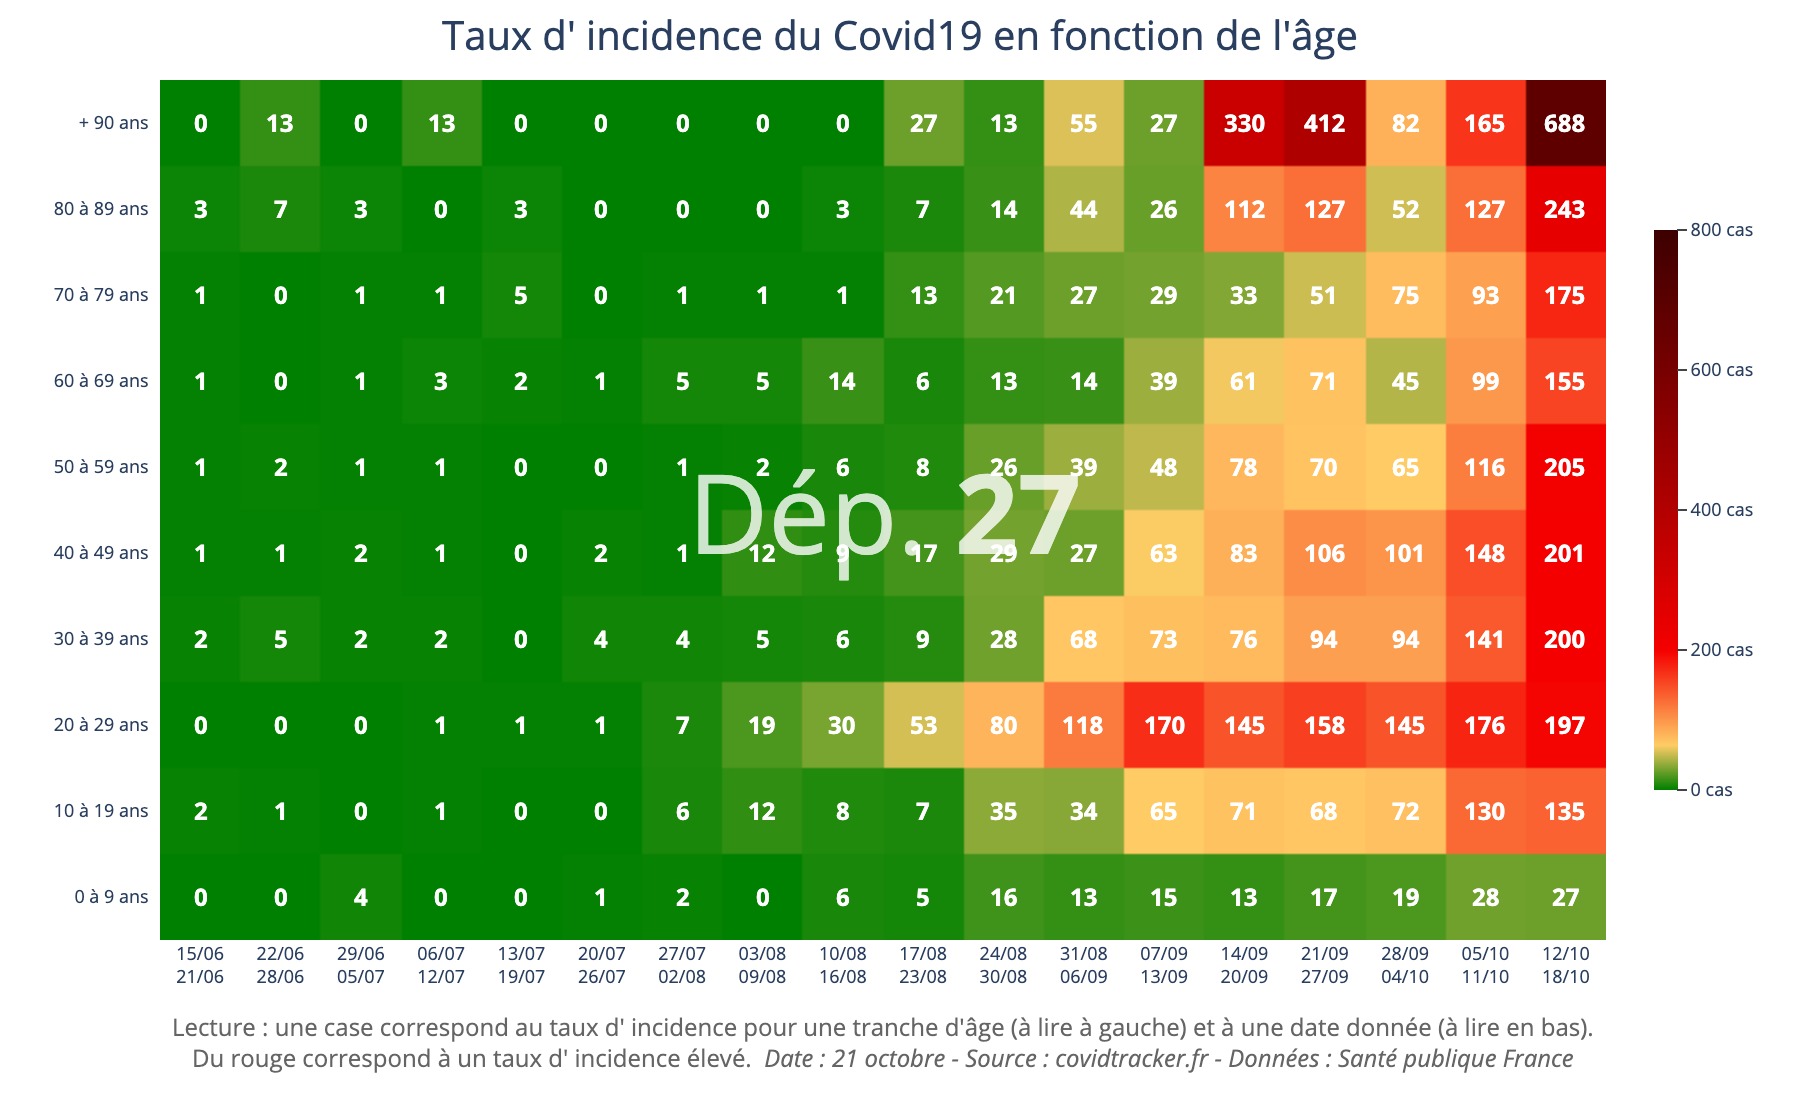 Taux d' incidence du Covid19 en fonction de l'âge
+ 90 ans 0 13 0 13 0 0 0 0 0 27 13 55 27 330 412 82 165 688
80 à 89 ans 3 7 3 0 3 0 0 0 3 7 14 44 26 112 127 52 127 243
70 à 79 ans 1 0 1 1 5 0 1 1 1 13 21 27 29 33 51 75 93 175
60 à 69 ans 1 0 1 3 2 1 5 5 14 6 13 14 39 61 71 45 99 155
50 à 59 ans 1 2 1 1 0 0 1 2 6 8 26 39 48 78 70 65 116 205
Dép. 27
40 à 49 ans 1 1 2 1 0 2 1 12 9 17 29 27 63 83 106 101 148 201
30 à 39 ans 2 5 2 2 0 4 4 5 6 9 28 68 73 76 94 94 141 200
20 à 29 ans 0 0 0 1 1 1 7 19 30 53 80 118 170 145 158 145 176 197
10 à 19 ans 2 1 0 1 0 0 6 12 8 7 35 34 65 71 68 72 130 135
0 à 9 ans 0 0 4 0 0 1 2 0 6 5 16 13 15 13 17 19 28 27
15/06 22/06 29/06 06/07 13/07 20/07 27/07 03/08 10/08 17/08 24/08 31/08 07/09 14/09 21/09 28/09 05/10 12/10
21/06 28/06 05/07 12/07 19/07 26/07 02/08 09/08 16/08 23/08 30/08 06/09 13/09 20/09 27/09 04/10 11/10 18/10
800 cas
600 cas
400 cas
200 cas
0 cas
Lecture : une case correspond au taux d' incidence pour une tranche d'âge (à lire à gauche) et à une date donnée (à lire en bas).
Du rouge correspond à un taux d' incidence élevé. Date : 21 octobre - Source : covidtracker.fr - Données : Santé publique France